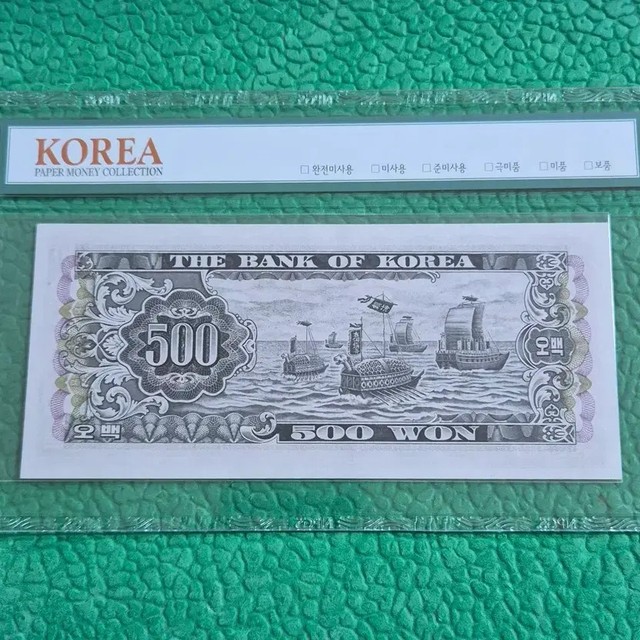 KOREA
PAPER MONEY COLLECTION
□ 완전미사용 □ 미사용 □ 준미사용 □ 극미품 □ 미품 □ 보품
THE BANK OF KOREA
500
오백
오백
500 WON